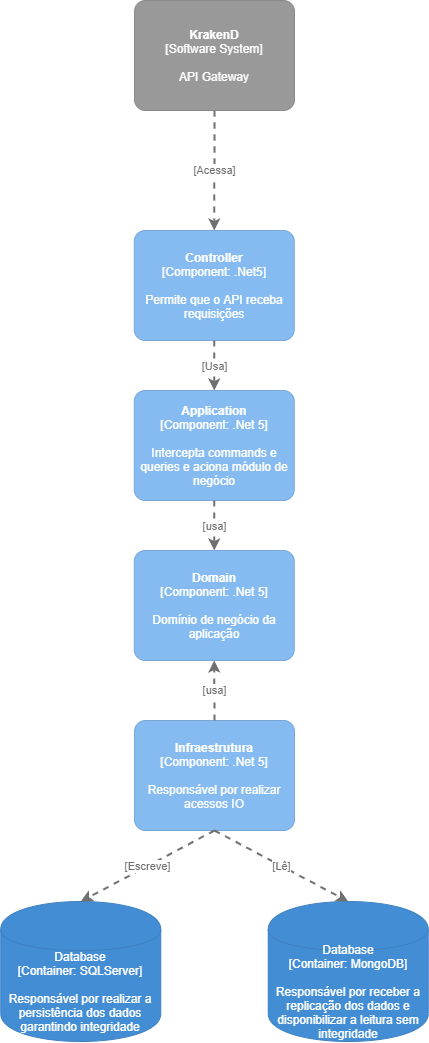 KrakenD
[Software System]
API Gateway
[Acessa]
Controller
[Component: .Net5]
Permite que o API receba
requisições
[Usa]
Application
[Component: .Net 5]
Intercepta commands e
queries e aciona módulo de
negócio
[usa]
Domain
[Component: .Net 5]
Domínio de negócio da
aplicação
[usa]
Infraestrutura
[Component: .Net 5]
Responsável por realizar
acessos IO
[Escreve]
[Lê]
Database
[Container: SQLServer]
Responsável por realizar a
persistência dos dados
garantindo integridade
Database
[Container: MongoDB]
Responsável por receber a
replicação dos dados e
disponibilizar a leitura sem
integridade